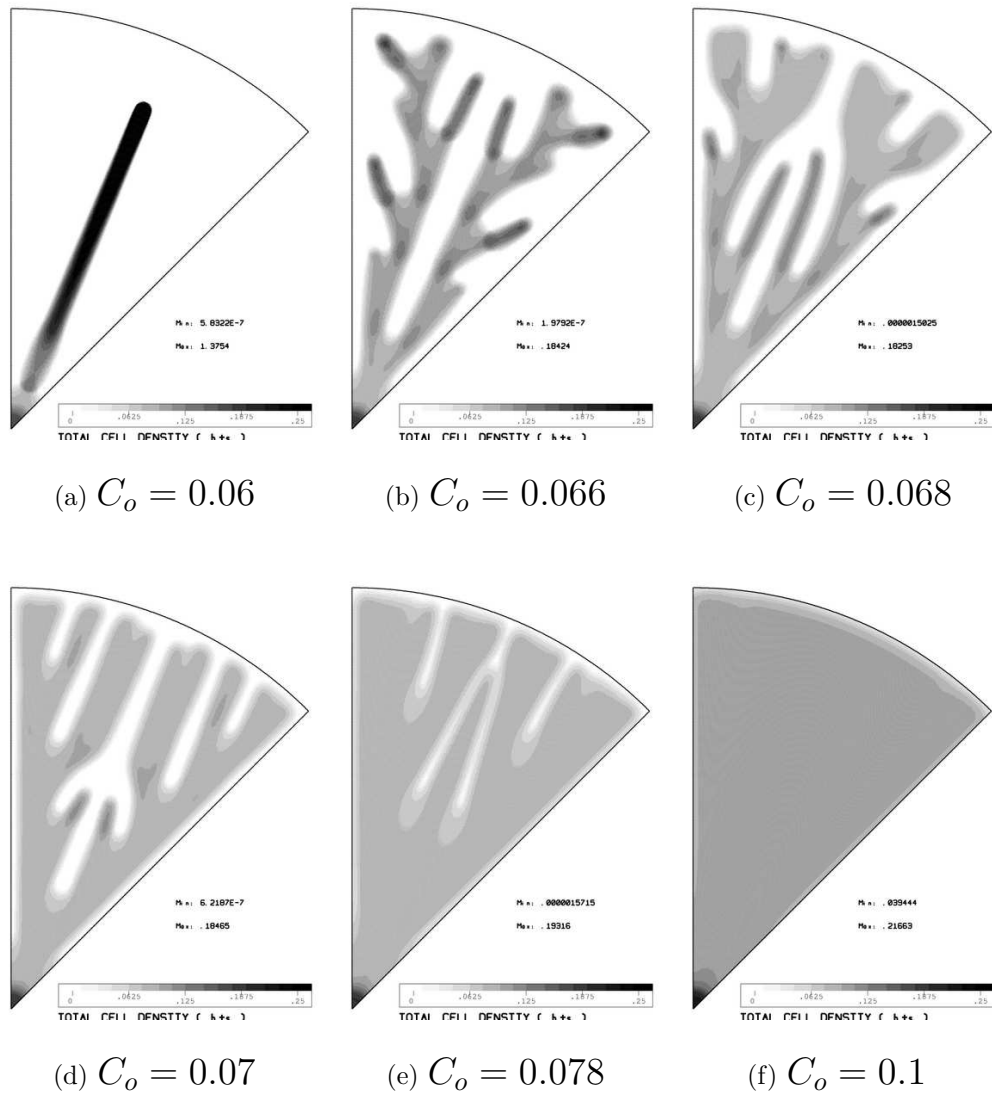 Min: 5.8322E-7
Max: 1.3754
0 .0625 .125 .1875 .25
TOTAL CELL DENSITY ( b+s )
(a) C_o = 0.06
Min: 1.9792E-7
Max: .18424
0 .0625 .125 .1875 .25
TOTAL CELL DENSITY ( b+s )
(b) C_o = 0.066
Min: .0000015025
Max: .18253
0 .0625 .125 .1875 .25
TOTAL CELL DENSITY ( b+s )
(c) C_o = 0.068
Min: 6.2187E-7
Max: .18465
0 .0625 .125 .1875 .25
TOTAL CELL DENSITY ( b+s )
(d) C_o = 0.07
Min: .0000015715
Max: .19316
0 .0625 .125 .1875 .25
TOTAL CELL DENSITY ( b+s )
(e) C_o = 0.078
Min: .039444
Max: .21663
0 .0625 .125 .1875 .25
TOTAL CELL DENSITY ( b+s )
(f) C_o = 0.1